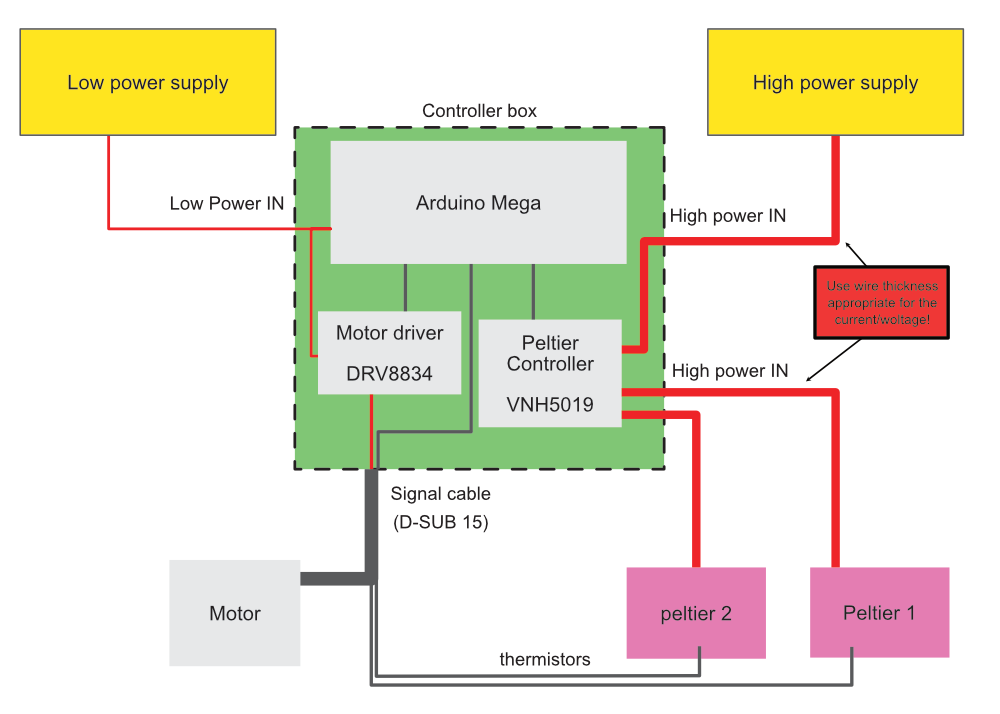 Low power supply
High power supply
Controller box
Arduino Mega
Low Power IN
High power IN
Use wire thickness
appropriate for the
current/woltage!
Motor driver
DRV8834
Peltier
Controller
VNH5019
High power IN
Signal cable
(D-SUB 15)
Motor
peltier 2
Peltier 1
thermistors